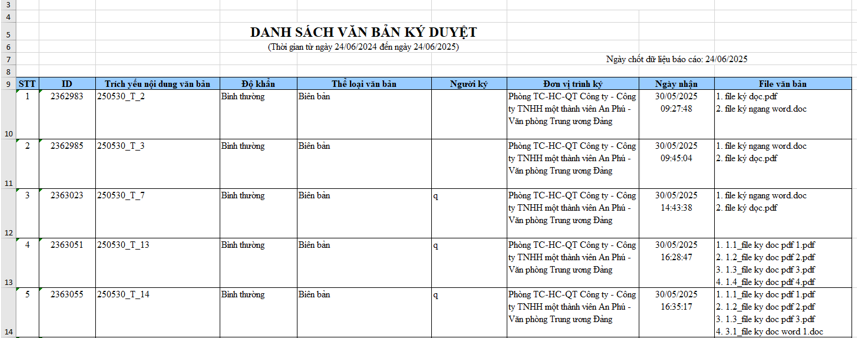 3
4
5 DANH SÁCH VĂN BẢN KÝ DUYỆT
6 (Thời gian từ ngày 24/06/2024 đến ngày 24/06/2025)
7 Ngày chốt dữ liệu báo cáo: 24/06/2025
8
9 STT ID Trích yếu nội dung văn bản Độ khẩn Thể loại văn bản Người ký Đơn vị trình ký Ngày nhận File văn bản
1 2362983 250530_T_2 Bình thường Biên bản Phòng TC-HC-QT Công ty - Công 30/05/2025 1. file ký dọc.pdf
ty TNHH một thành viên An Phú - 09:27:48 2. file ký ngang word.doc
10 Văn phòng Trung ương Đảng
2 2362985 250530_T_3 Bình thường Biên bản Phòng TC-HC-QT Công ty - Công 30/05/2025 1. file ký ngang word.doc
ty TNHH một thành viên An Phú - 09:45:04 2. file ký dọc.pdf
Văn phòng Trung ương Đảng
11
3 2363023 250530_T_7 Bình thường Biên bản q Phòng TC-HC-QT Công ty - Công 30/05/2025 1. file ký ngang word.doc
ty TNHH một thành viên An Phú - 14:43:38 2. file ký dọc.pdf
Văn phòng Trung ương Đảng
12
4 2363051 250530_T_13 Bình thường Biên bản q Phòng TC-HC-QT Công ty - Công 30/05/2025 1. 1.1_file ky doc pdf 1.pdf
ty TNHH một thành viên An Phú - 16:28:47 2. 1.2_file ky doc pdf 2.pdf
Văn phòng Trung ương Đảng 3. 1.3_file ky doc pdf 3.pdf
13 4. 1.4_file ky doc pdf 4.pdf
5 2363055 250530_T_14 Bình thường Biên bản q Phòng TC-HC-QT Công ty - Công 30/05/2025 1. 1.1_file ky doc pdf 1.pdf
ty TNHH một thành viên An Phú - 16:35:17 2. 1.2_file ky doc pdf 2.pdf
Văn phòng Trung ương Đảng 3. 1.3_file ky doc pdf 3.pdf
14 4. 3.1_file ky doc word 1.doc